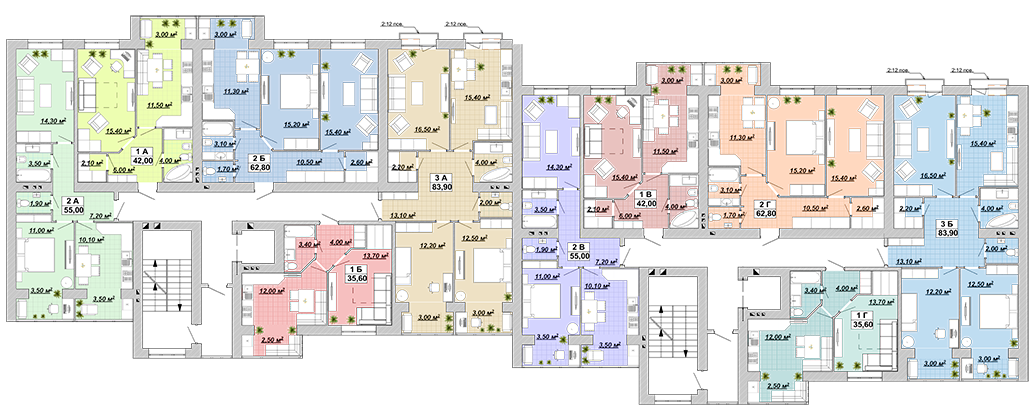 2:12 пов.
2:12 пов.
3,00 м²
3,00 м²
14,30 м²
15,40 м²
11,50 м²
11,30 м²
15,20 м²
15,40 м²
16,50 м²
15,40 м²
3,50 м²
2,10 м²
6,00 м²
1 А
42,00
4,00 м²
3,10 м²
1,70 м²
2 Б
62,80
10,50 м²
2,60 м²
2,20 м²
3 А
83,90
4,00 м²
2,00 м²
1,90 м²
2 А
55,00
7,20 м²
13,10 м²
11,00 м²
10,10 м²
3,40 м²
4,00 м²
13,70 м²
1 Б
35,60
12,20 м²
12,50 м²
12,00 м²
3,50 м²
3,50 м²
2,50 м²
3,00 м²
3,00 м²
3,00 м²
2:12 пов.
2:12 пов.
3,00 м²
3,00 м²
14,30 м²
15,40 м²
11,50 м²
11,30 м²
15,20 м²
15,40 м²
16,50 м²
15,40 м²
3,50 м²
2,10 м²
6,00 м²
1 В
42,00
4,00 м²
3,10 м²
1,70 м²
2 Г
62,80
10,50 м²
2,60 м²
2,20 м²
3 Б
83,90
4,00 м²
2,00 м²
1,90 м²
2 В
55,00
7,20 м²
13,10 м²
11,00 м²
10,10 м²
3,40 м²
4,00 м²
13,70 м²
1 Г
35,60
12,20 м²
12,50 м²
12,00 м²
3,50 м²
3,50 м²
2,50 м²
3,00 м²
3,00 м²